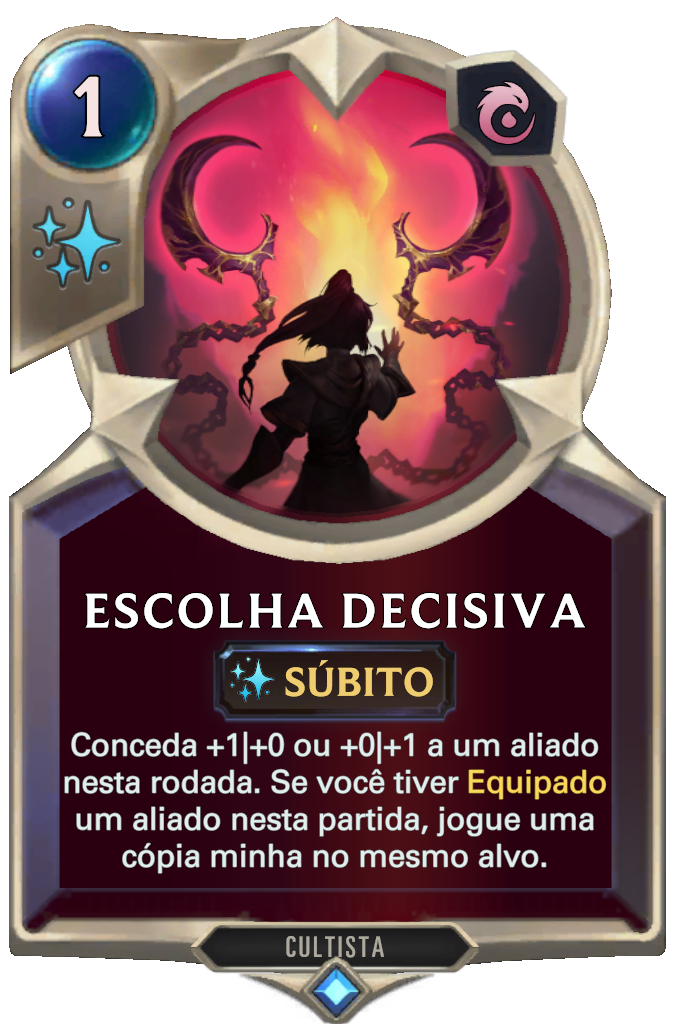 1
ESCOLHA DECISIVA
SÚBITO
Conceda +1|+0 ou +0|+1 a um aliado
nesta rodada. Se você tiver Equipado
um aliado nesta partida, jogue uma
cópia minha no mesmo alvo.
CULTISTA